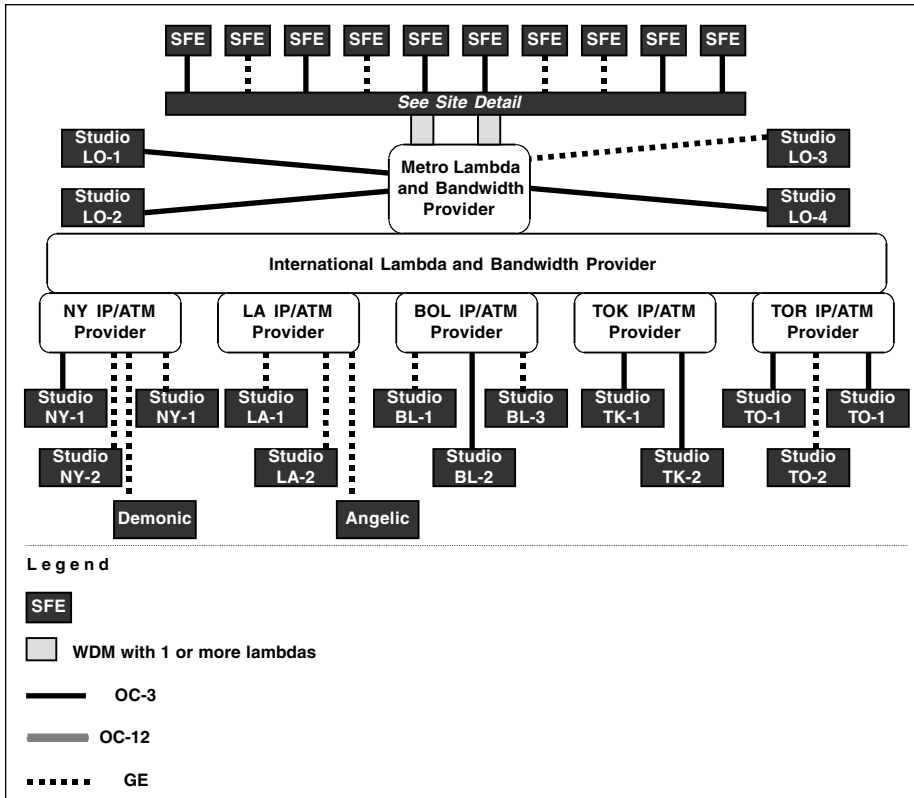 SFE SFE SFE SFE SFE SFE SFE SFE SFE SFE
See Site Detail
Studio
LO-1
Studio
LO-2
Metro Lambda
and Bandwidth
Provider
Studio
LO-3
Studio
LO-4
International Lambda and Bandwidth Provider
NY IP/ATM
Provider
LA IP/ATM
Provider
BOL IP/ATM
Provider
TOK IP/ATM
Provider
TOR IP/ATM
Provider
Studio
NY-1
Studio
NY-1
Studio
LA-1
Studio
BL-1
Studio
BL-3
Studio
TK-1
Studio
TO-1
Studio
TO-1
Studio
NY-2
Studio
LA-2
Studio
BL-2
Studio
TK-2
Studio
TO-2
Demonic
Angelic
Legend
SFE
WDM with 1 or more lambdas
OC-3
OC-12
GE